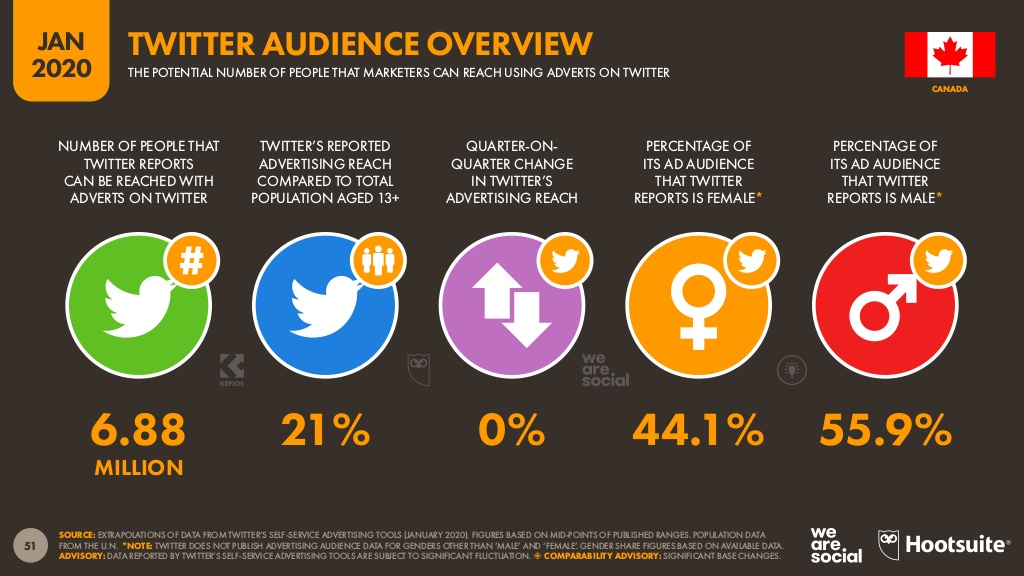 JAN
2020
TWITTER AUDIENCE OVERVIEW
THE POTENTIAL NUMBER OF PEOPLE THAT MARKETERS CAN REACH USING ADVERTS ON TWITTER
CANADA
NUMBER OF PEOPLE THAT
TWITTER REPORTS
CAN BE REACHED WITH
ADVERTS ON TWITTER
TWITTER'S REPORTED
ADVERTISING REACH
COMPARED TO TOTAL
POPULATION AGED 13+
QUARTER-ON-
QUARTER CHANGE
IN TWITTER'S
ADVERTISING REACH
PERCENTAGE OF
ITS AD AUDIENCE
THAT TWITTER
REPORTS IS FEMALE*
PERCENTAGE OF
ITS AD AUDIENCE
THAT TWITTER
REPORTS IS MALE*
#
KEPIOS
we
are
social
6.88
MILLION
21%
0%
44.1%
55.9%
51
SOURCE: EXTRAPOLATIONS OF DATA FROM TWITTER'S SELF-SERVICE ADVERTISING TOOLS (JANUARY 2020). FIGURES BASED ON MID-POINTS OF PUBLISHED RANGES. POPULATION DATA
FROM THE U.N. *NOTE: TWITTER DOES NOT PUBLISH ADVERTISING AUDIENCE DATA FOR GENDERS OTHER THAN 'MALE' AND 'FEMALE'. GENDER SHARE FIGURES BASED ON AVAILABLE DATA.
ADVISORY: DATA REPORTED BY TWITTER'S SELF-SERVICE ADVERTISING TOOLS ARE SUBJECT TO SIGNIFICANT FLUCTUATION. ◈ COMPARABILITY ADVISORY: SIGNIFICANT BASE CHANGES.
we
are
social
Hootsuite®